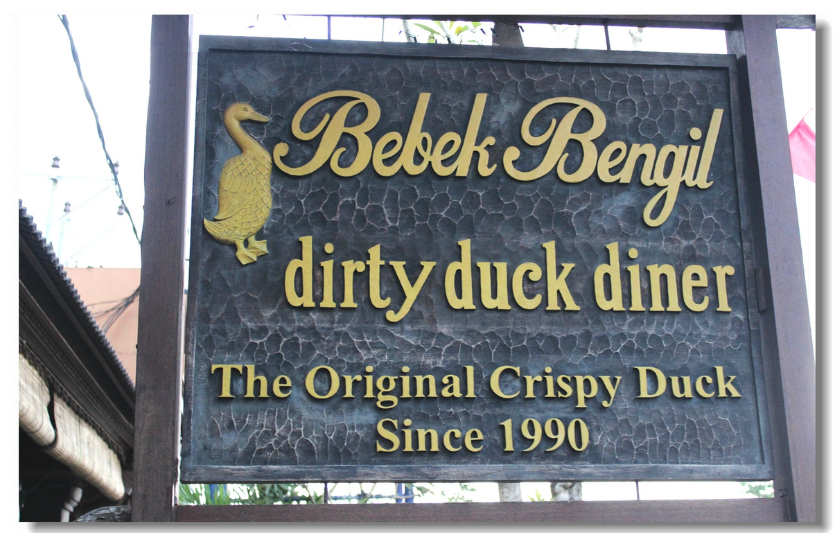 Bebek Bengil
dirty duck diner
The Original Crispy Duck
Since 1990